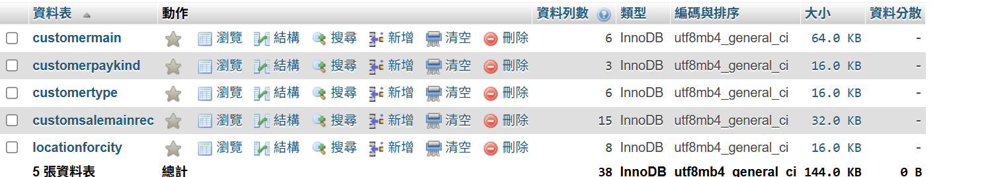 資料表 動作 資料列數 類型 編碼與排序 大小 資料分散
customermain 瀏覽 結構 搜尋 新增 清空 刪除 6 InnoDB utf8mb4_general_ci 64.0 KB -
customerpaykind 瀏覽 結構 搜尋 新增 清空 刪除 3 InnoDB utf8mb4_general_ci 16.0 KB -
customertype 瀏覽 結構 搜尋 新增 清空 刪除 6 InnoDB utf8mb4_general_ci 16.0 KB -
customsalemainrec 瀏覽 結構 搜尋 新增 清空 刪除 15 InnoDB utf8mb4_general_ci 32.0 KB -
locationforcity 瀏覽 結構 搜尋 新增 清空 刪除 8 InnoDB utf8mb4_general_ci 16.0 KB -
5 張資料表 總計 38 InnoDB utf8mb4_general_ci 144.0 KB 0 B